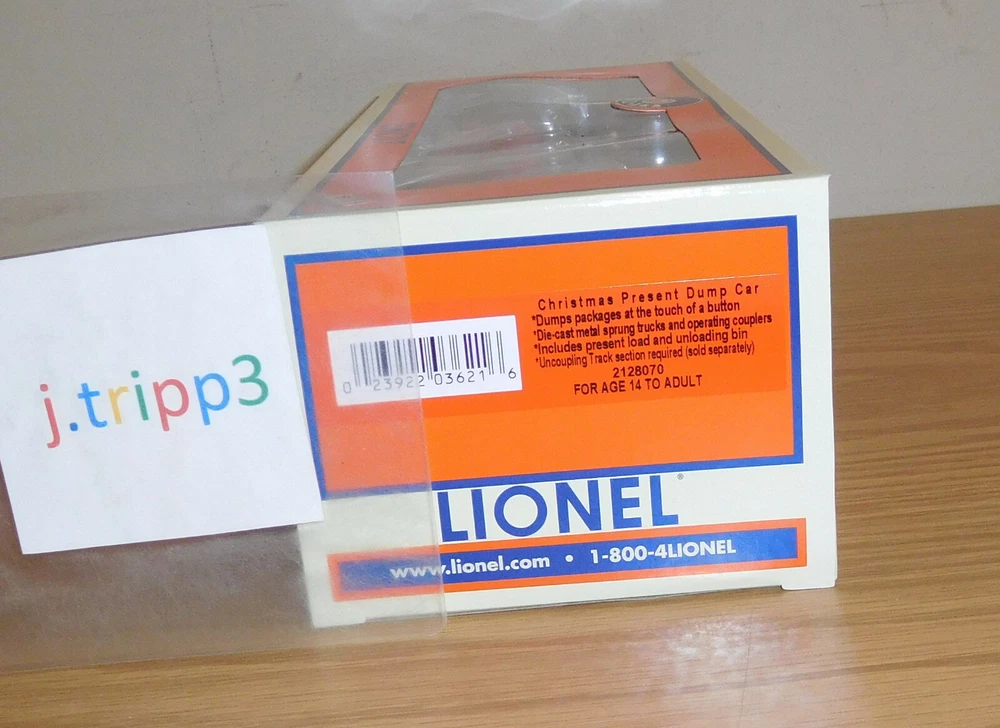 j.tripp3
Christmas Present Dump Car
*Dumps packages at the touch of a button
*Die-cast metal sprung trucks and operating couplers
*Includes present load and unloading bin
*Uncoupling Track section required (sold separately)
2128070
FOR AGE 14 TO ADULT
0 23922 03621 6
LIONEL®
www.lionel.com • 1-800-4LIONEL